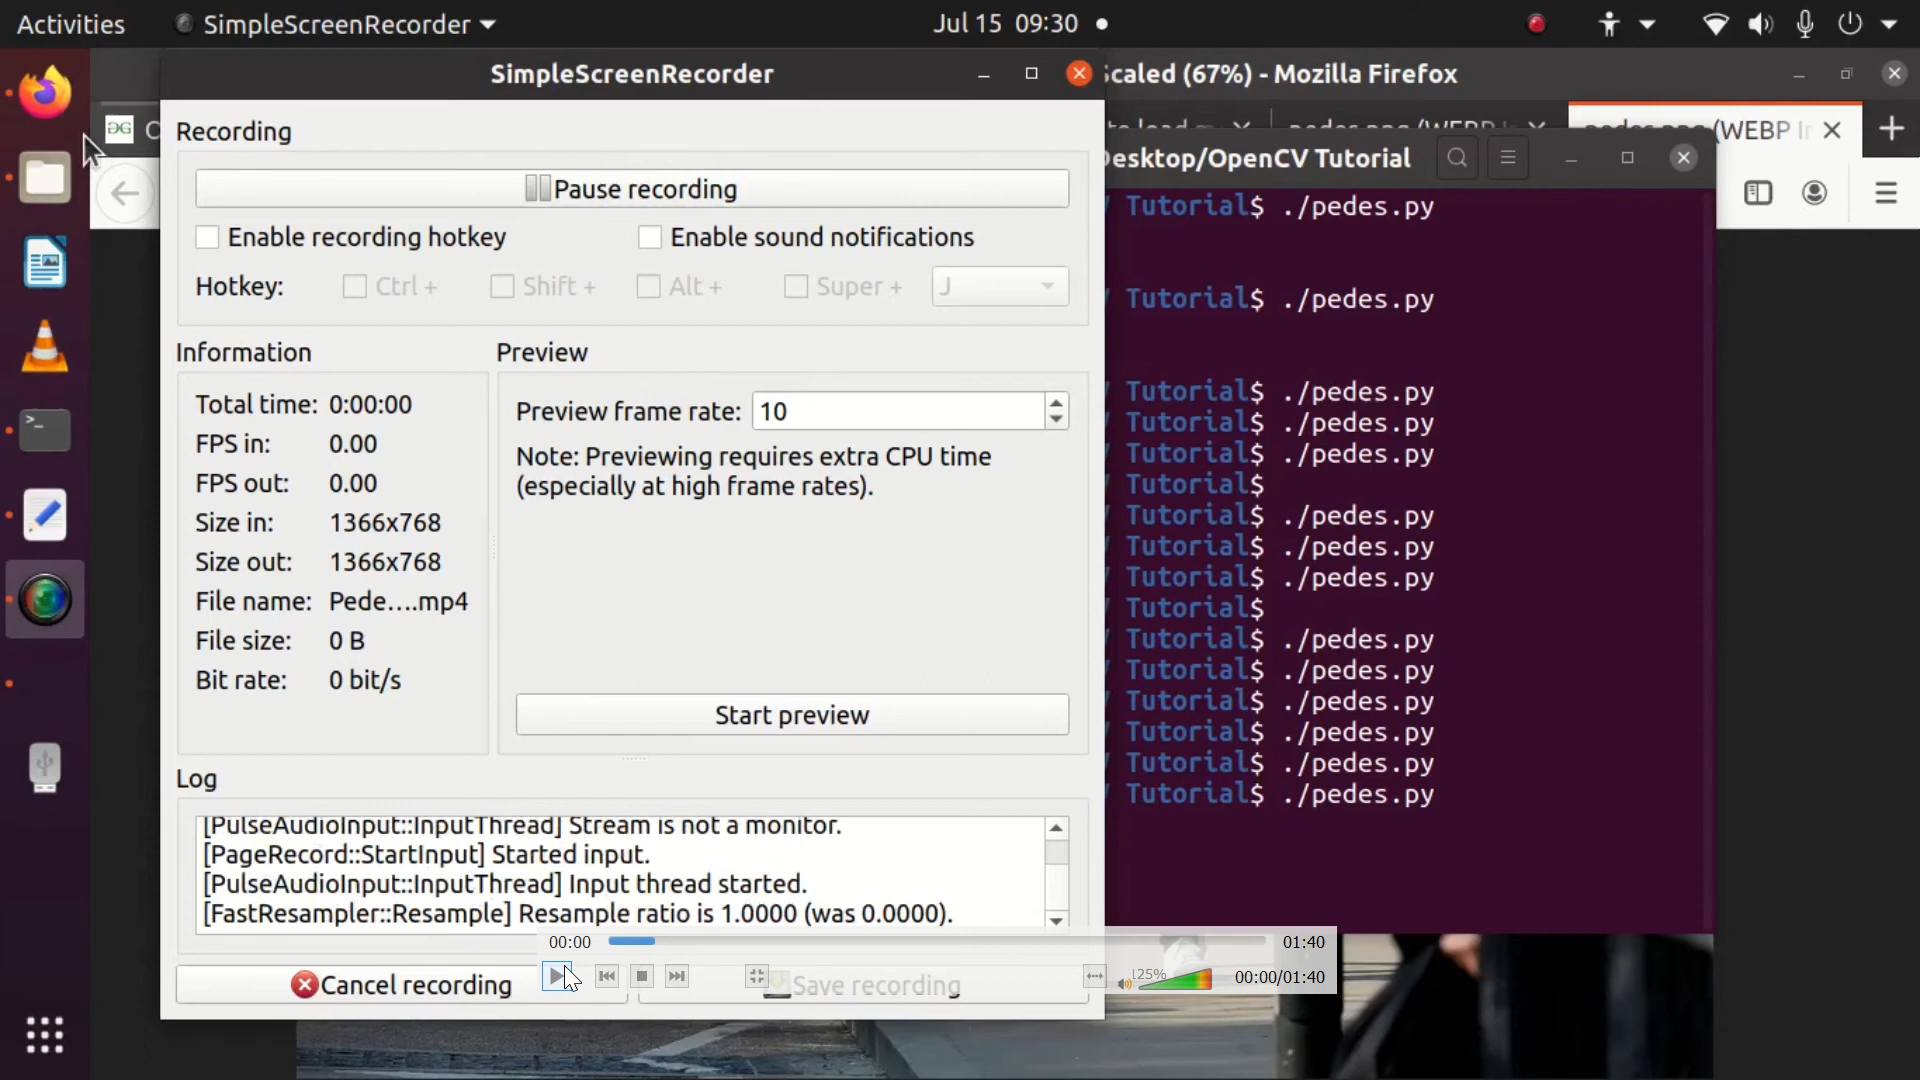 Activities
SimpleScreenRecorder
Jul 15 09:30
SimpleScreenRecorder
Scaled (67%) - Mozilla Firefox
Recording
Pause recording
Enable recording hotkey
Enable sound notifications
Hotkey:
Ctrl +
Shift +
Alt +
Super +
J
Information
Total time: 0:00:00
FPS in: 0.00
FPS out: 0.00
Size in: 1366x768
Size out: 1366x768
File name: Pede....mp4
File size: 0 B
Bit rate: 0 bit/s
Preview
Preview frame rate: 10
Note: Previewing requires extra CPU time
(especially at high frame rates).
Start preview
Log
[PulseAudioInput::InputThread] Stream is not a monitor.
[PageRecord::StartInput] Started input.
[PulseAudioInput::InputThread] Input thread started.
[FastResampler::Resample] Resample ratio is 1.0000 (was 0.0000).
Cancel recording
Save recording
(WEBP
Desktop/OpenCV Tutorial
Tutorial$ ./pedes.py
Tutorial$ ./pedes.py
Tutorial$ ./pedes.py
Tutorial$ ./pedes.py
Tutorial$ ./pedes.py
Tutorial$
Tutorial$ ./pedes.py
Tutorial$ ./pedes.py
Tutorial$ ./pedes.py
Tutorial$
Tutorial$ ./pedes.py
Tutorial$ ./pedes.py
Tutorial$ ./pedes.py
Tutorial$ ./pedes.py
Tutorial$ ./pedes.py
Tutorial$ ./pedes.py
00:00
01:40
125%
00:00/01:40